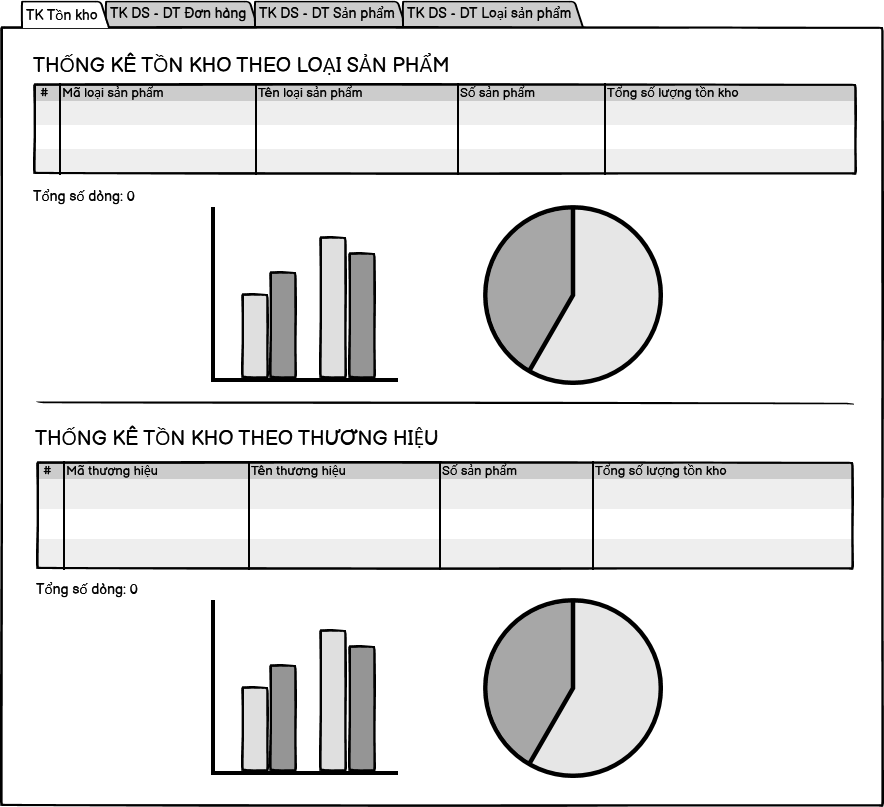 TK Tồn kho TK DS - DT Đơn hàng TK DS - DT Sản phẩm TK DS - DT Loại sản phẩm
THỐNG KÊ TỒN KHO THEO LOẠI SẢN PHẨM
# Mã loại sản phẩm Tên loại sản phẩm Số sản phẩm Tổng số lượng tồn kho
Tổng số dòng: 0
THỐNG KÊ TỒN KHO THEO THƯƠNG HIỆU
# Mã thương hiệu Tên thương hiệu Số sản phẩm Tổng số lượng tồn kho
Tổng số dòng: 0